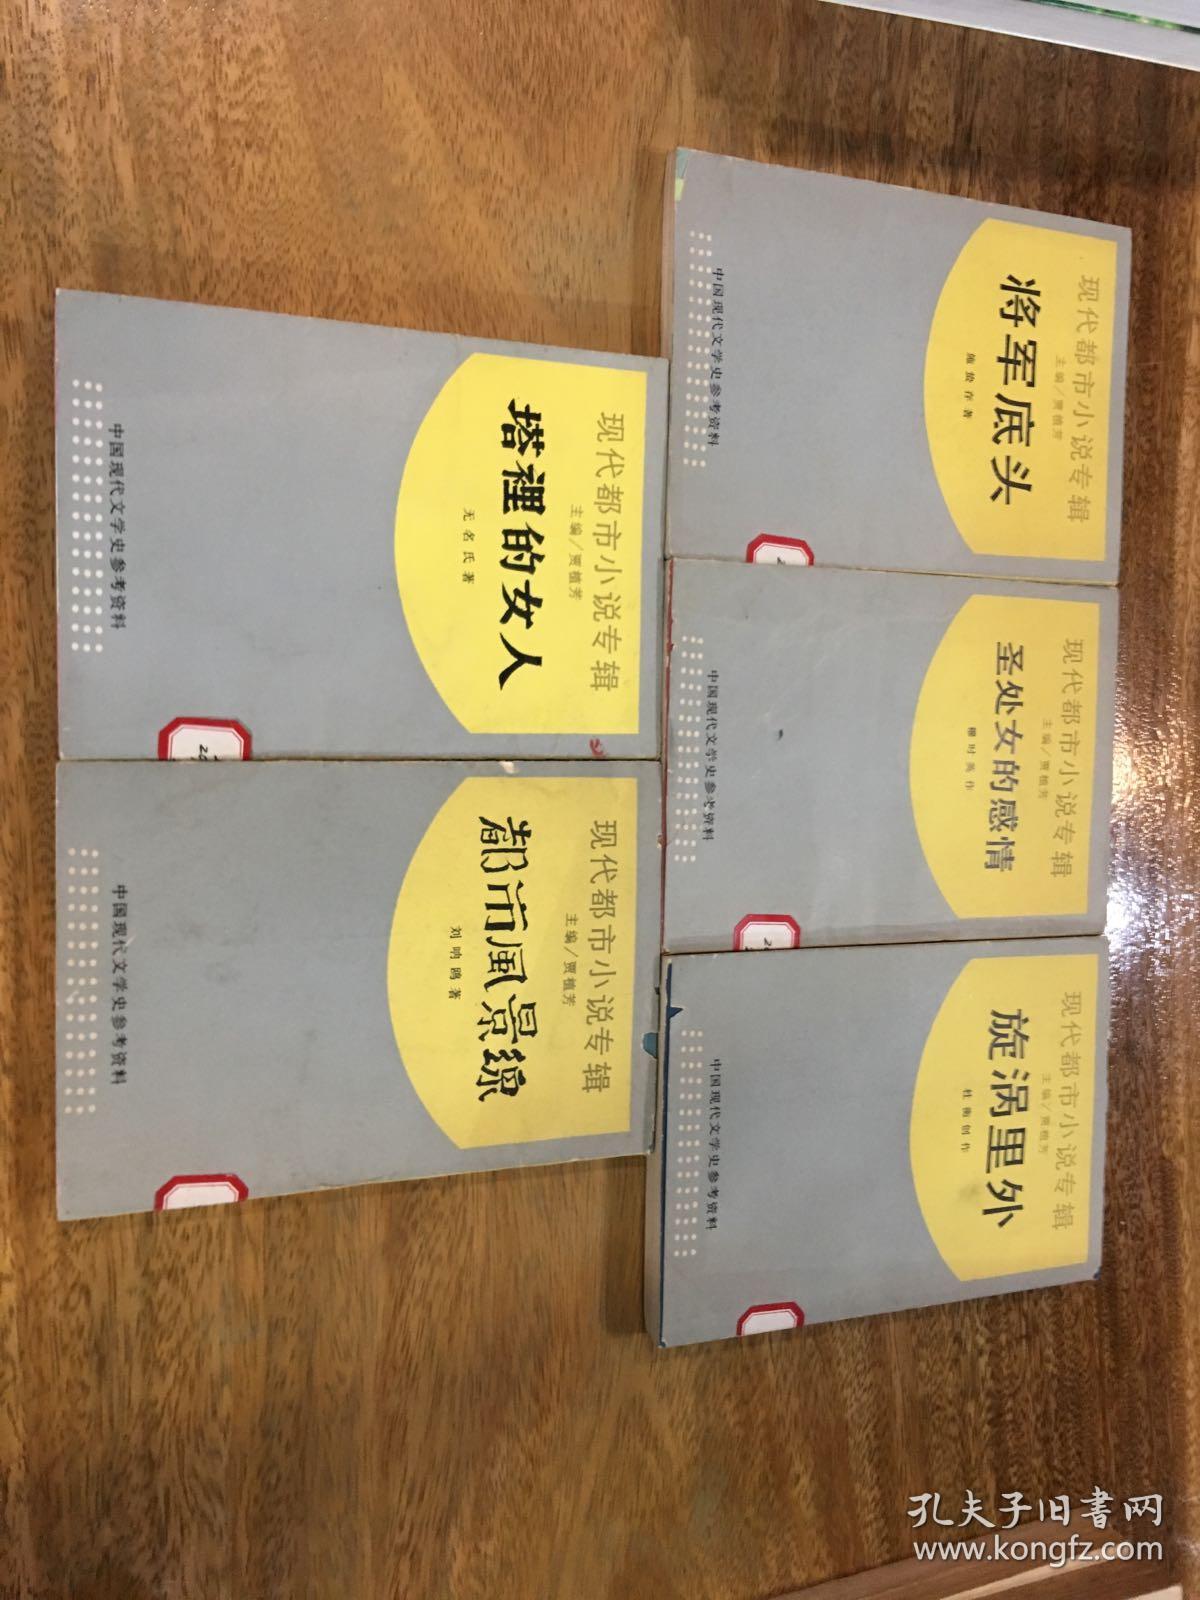 现代都市小说专辑
主编/贾植芳
将军底头
施蛰存著
中国现代文学史参考资料
现代都市小说专辑
主编/贾植芳
圣处女的感情
穆时英作
中国现代文学史参考资料
现代都市小说专辑
主编/贾植芳
旋涡里外
杜衡创作
中国现代文学史参考资料
现代都市小说专辑
主编/贾植芳
塔裡的女人
无名氏著
中国现代文学史参考资料
现代都市小说专辑
主编/贾植芳
都市風景線
刘呐鸥著
中国现代文学史参考资料
孔夫子旧书网
www.kongfz.com